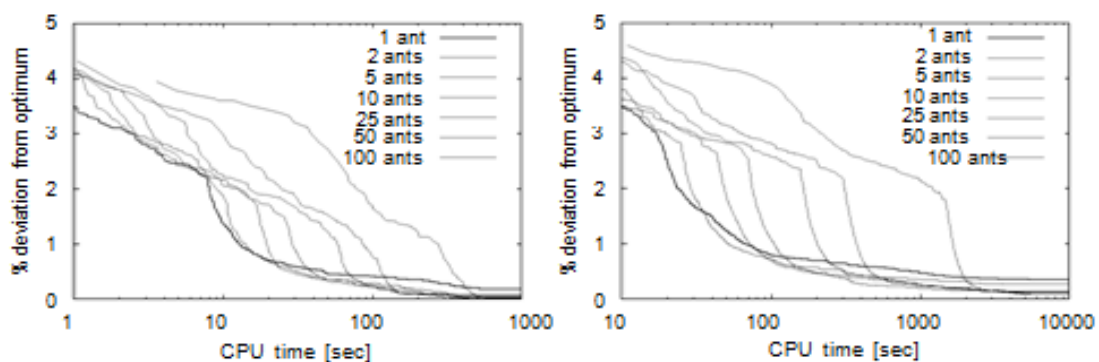 % deviation from optimum
5
4
3
2
1
0
1 ant
2 ants
5 ants
10 ants
25 ants
50 ants
100 ants
1
10
100
1000
CPU time [sec]
% deviation from optimum
5
4
3
2
1
0
1 ant
2 ants
5 ants
10 ants
25 ants
50 ants
100 ants
10
100
1000
10000
CPU time [sec]